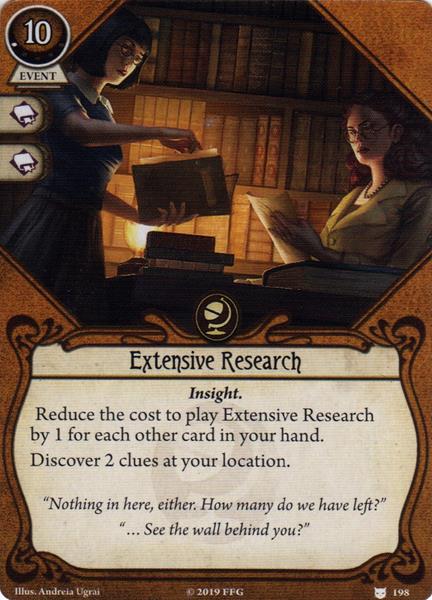 10
EVENT
Extensive Research
Insight.
Reduce the cost to play Extensive Research
by 1 for each other card in your hand.
Discover 2 clues at your location.
“Nothing in here, either. How many do we have left?”
“… See the wall behind you?”
Illus. Andreia Ugrai © 2019 FFG 198